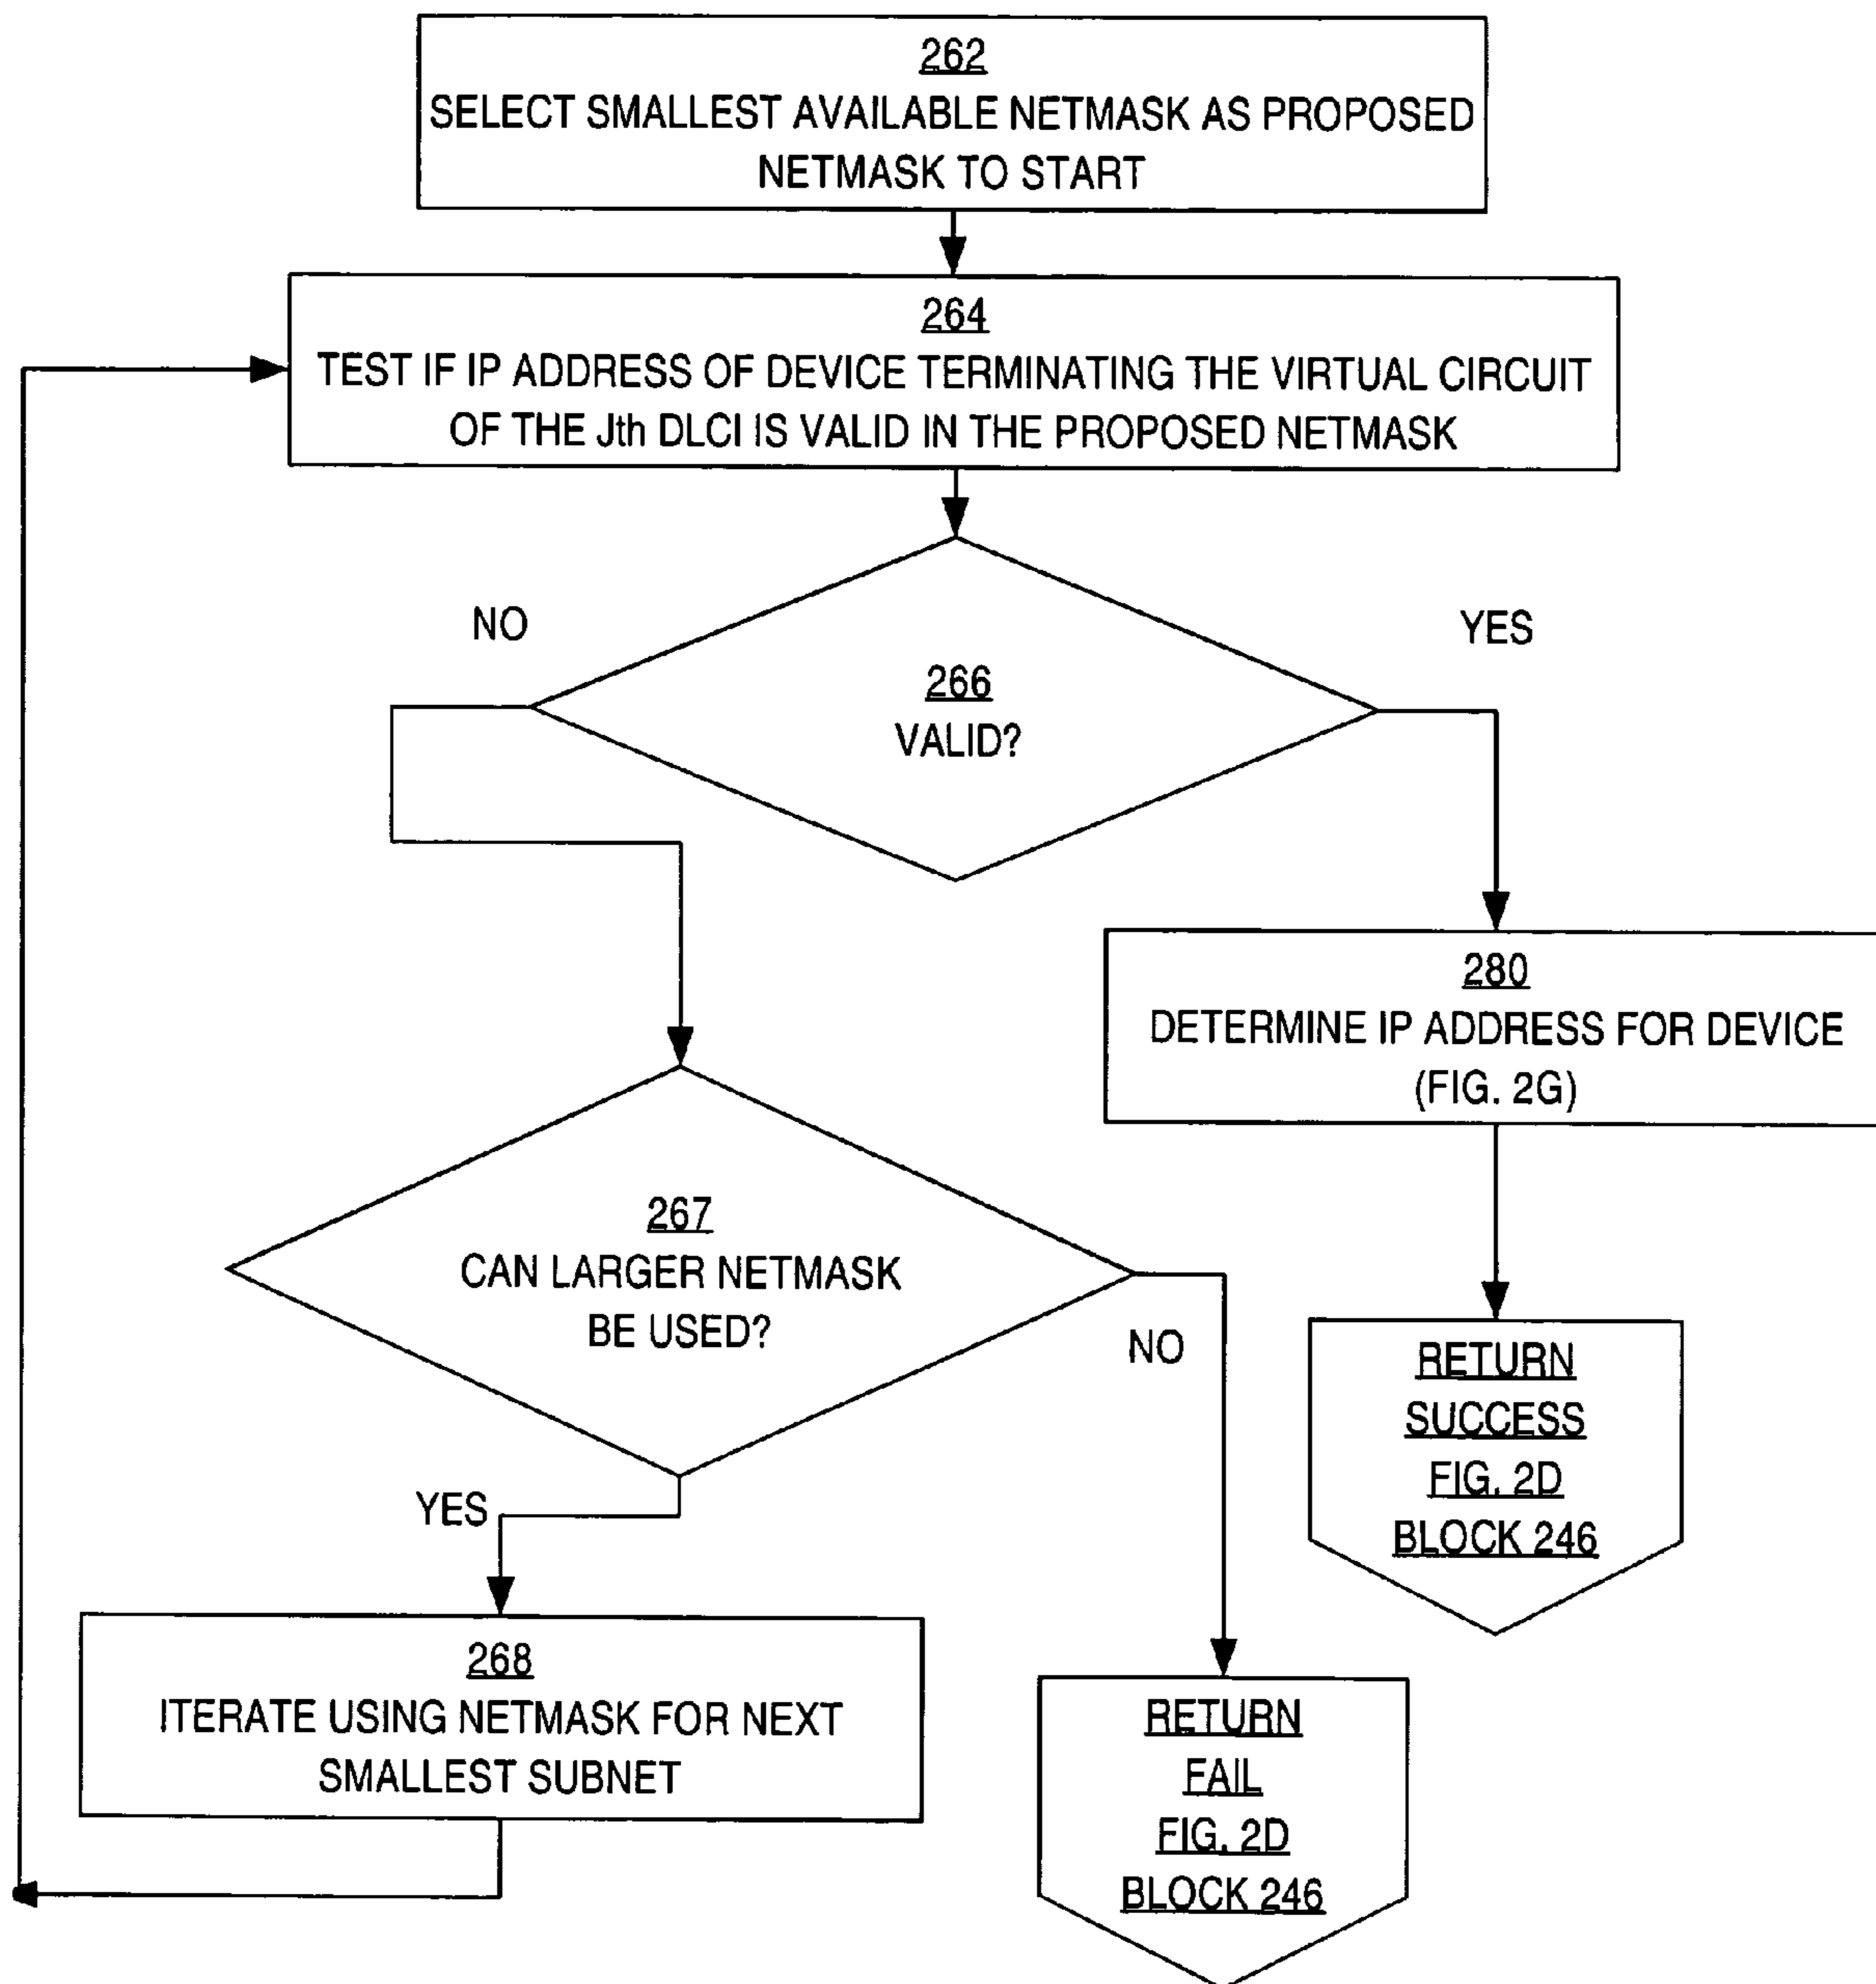 262
SELECT SMALLEST AVAILABLE NETMASK AS PROPOSED
NETMASK TO START
264
TEST IF IP ADDRESS OF DEVICE TERMINATING THE VIRTUAL CIRCUIT
OF THE Jth DLCI IS VALID IN THE PROPOSED NETMASK
NO
YES
266
VALID?
280
DETERMINE IP ADDRESS FOR DEVICE
(FIG. 2G)
267
CAN LARGER NETMASK
BE USED?
NO
YES
RETURN
SUCCESS
FIG. 2D
BLOCK 246
268
ITERATE USING NETMASK FOR NEXT
SMALLEST SUBNET
RETURN
FAIL
FIG. 2D
BLOCK 246